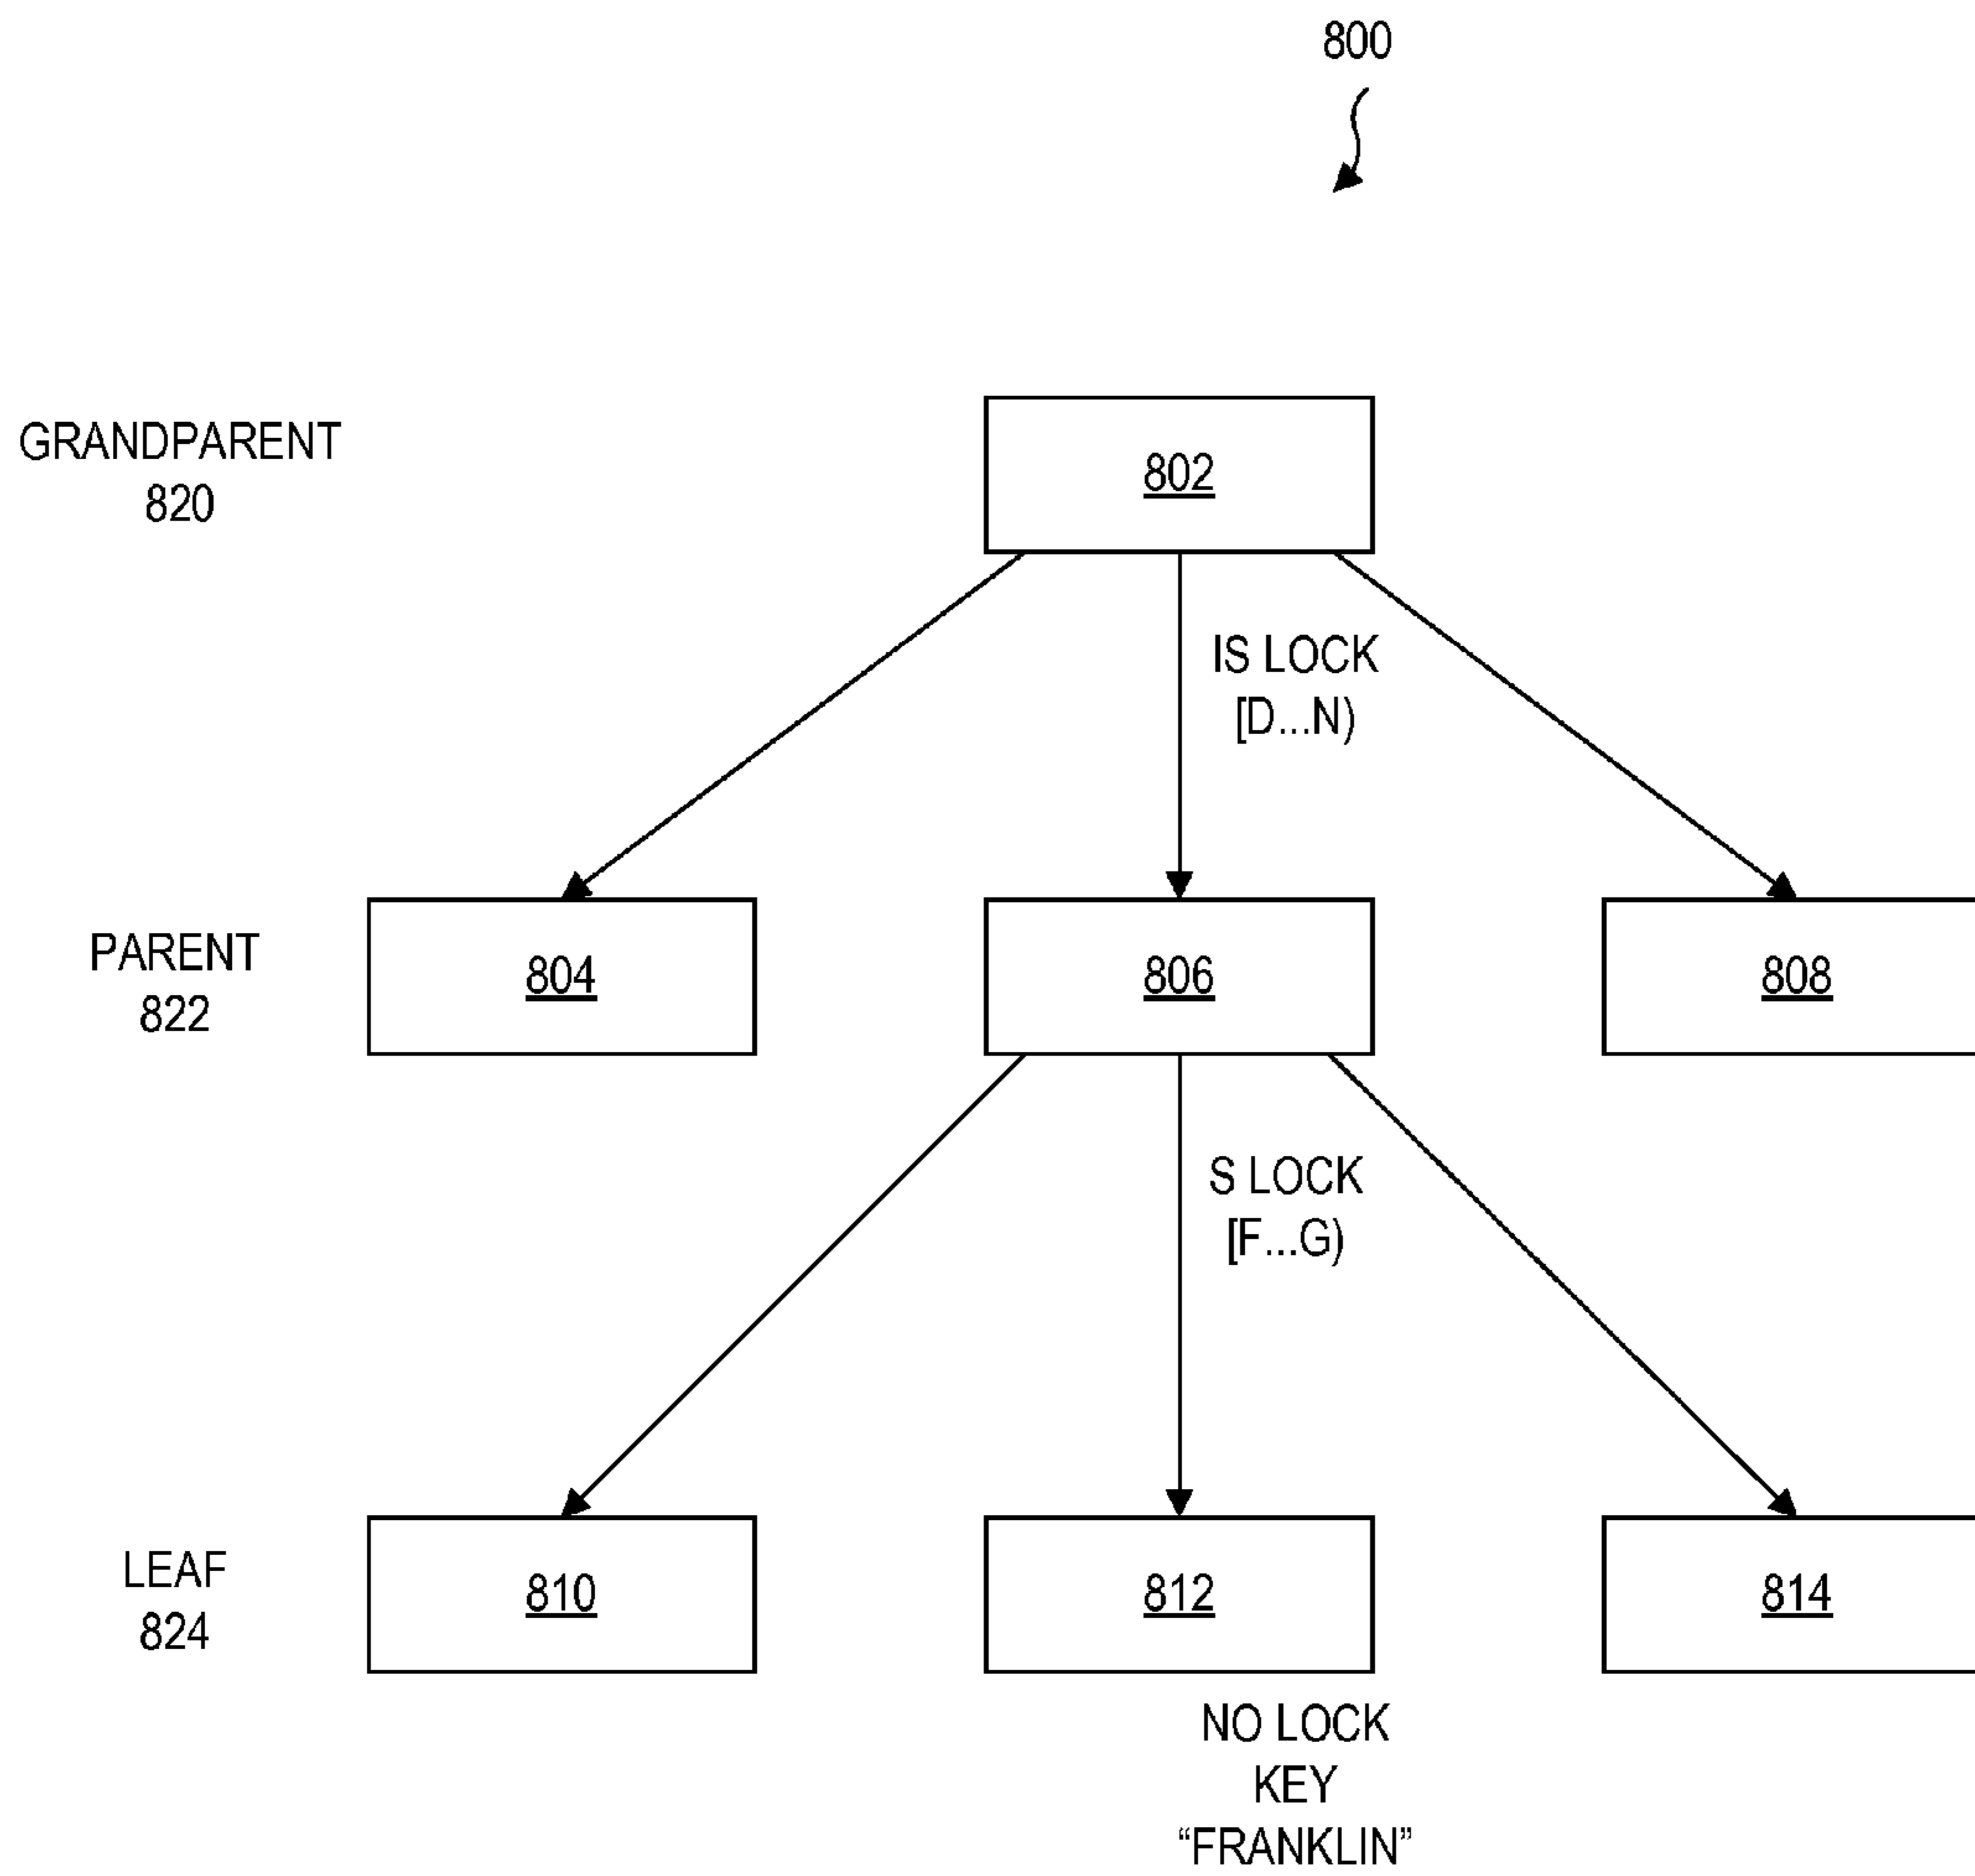 800
GRANDPARENT
820
802
IS LOCK
[D...N)
PARENT
822
804
806
808
S LOCK
[F...G)
LEAF
824
810
812
814
NO LOCK
KEY
“FRANKLIN”